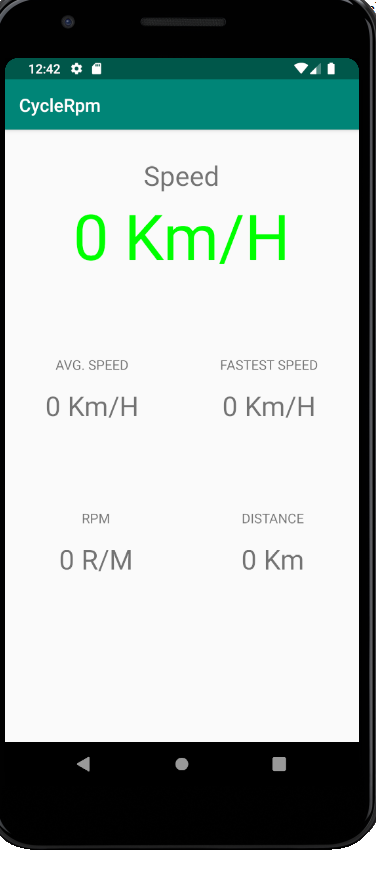 12:42
CycleRpm
Speed
0 Km/H
AVG. SPEED FASTEST SPEED
0 Km/H 0 Km/H
RPM DISTANCE
0 R/M 0 Km